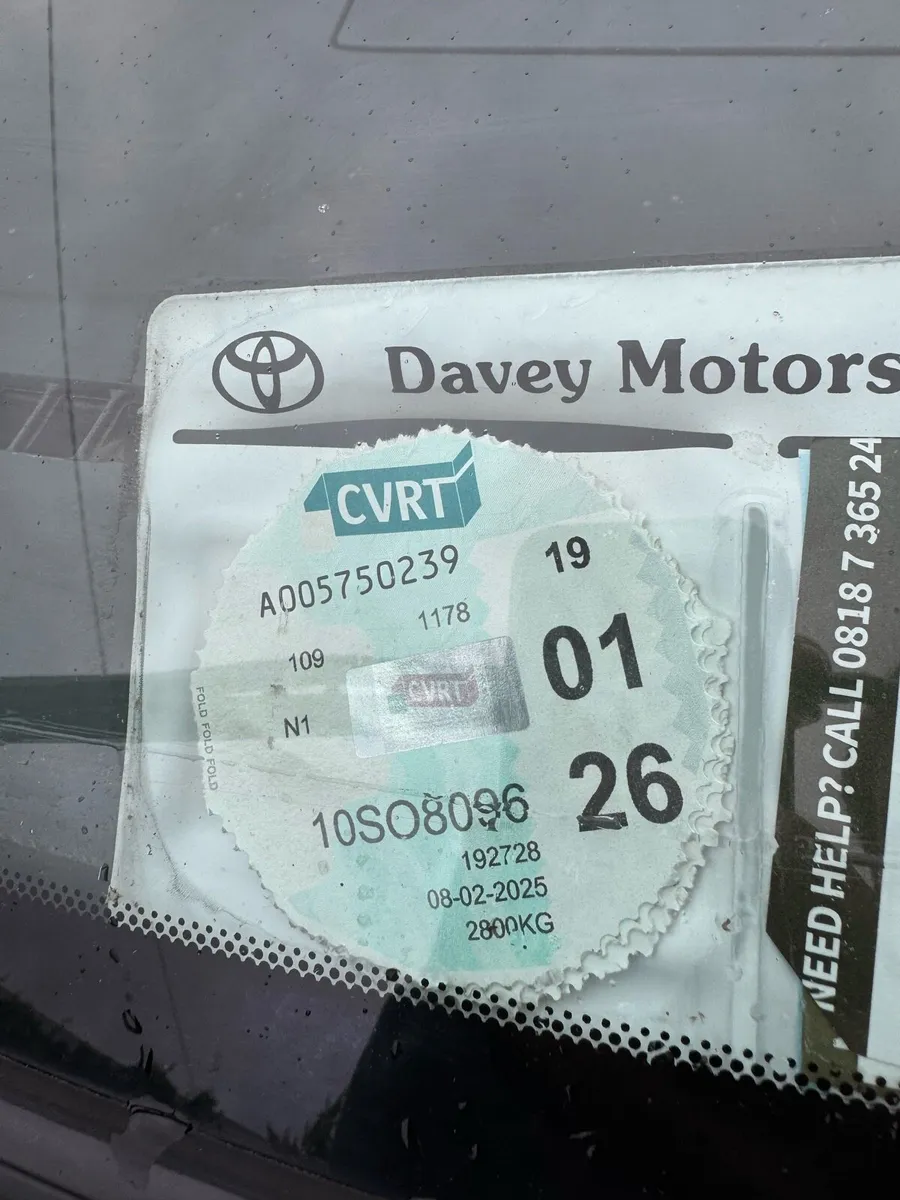 Davey Motors
CVRT
A005750239
19
1178
01
109
CVRT
N1
FOLD FOLD FOLD
26
10SO8096
192728
08-02-2025
2800KG
NEED HELP? CALL 0818 7 365 24